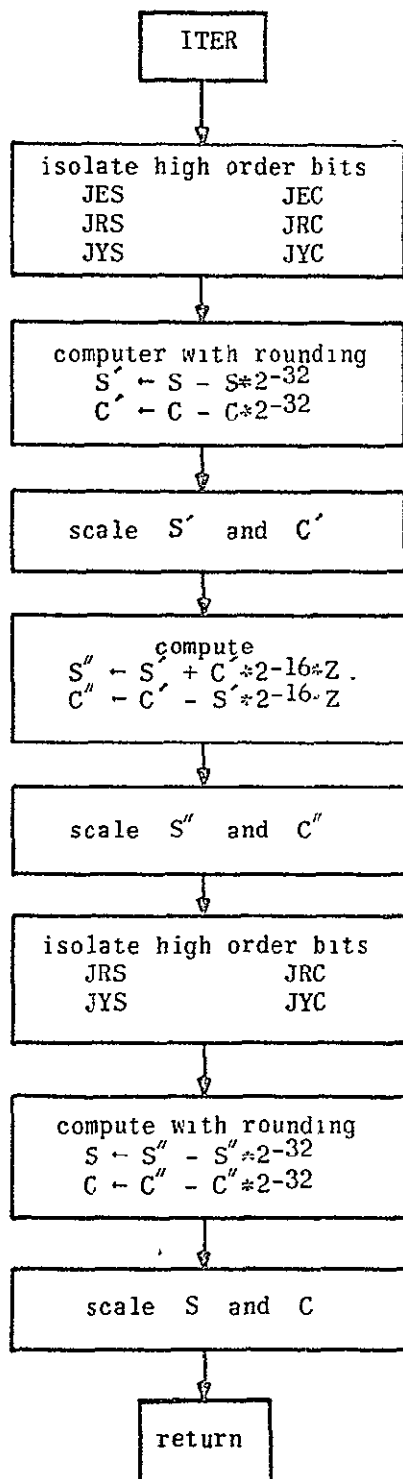 ITER
isolate high order bits
JES JEC
JRS JRC
JYS JYC
computer with rounding
S′ ← S - S*2-32
C′ ← C - C*2-32
scale S′ and C′
compute
S″ ← S′ + C′*2-16*Z .
C″ ← C′ - S′*2-16.Z
scale S″ and C″
isolate high order bits
JRS JRC
JYS JYC
compute with rounding
S ← S″ - S″*2-32
C ← C″ - C″*2-32
scale S and C
return